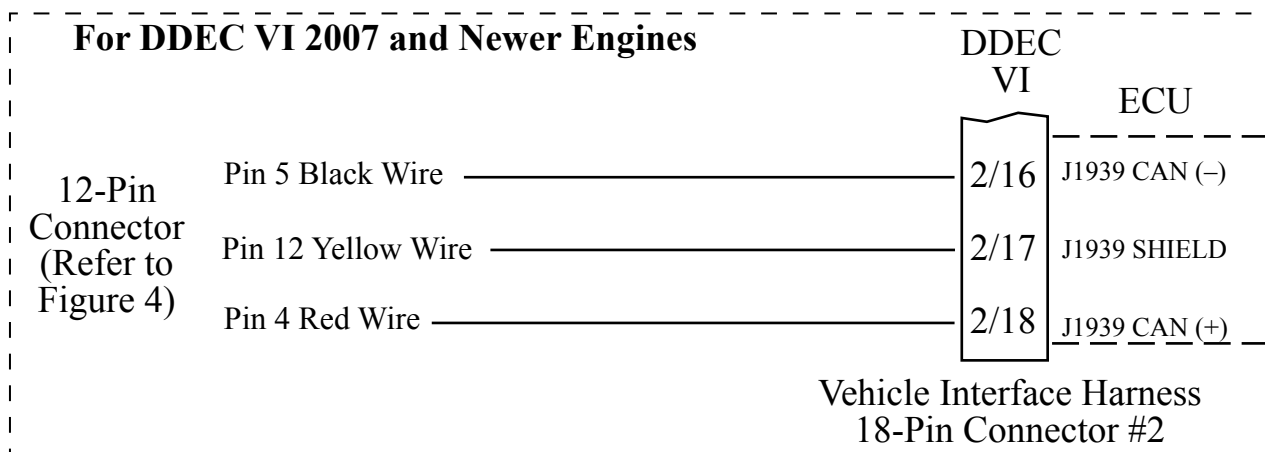 For DDEC VI 2007 and Newer Engines
DDEC
VI
ECU
12-Pin
Connector
(Refer to
Figure 4)
Pin 5 Black Wire
2/16
J1939 CAN (–)
Pin 12 Yellow Wire
2/17
J1939 SHIELD
Pin 4 Red Wire
2/18
J1939 CAN (+)
Vehicle Interface Harness
18-Pin Connector #2